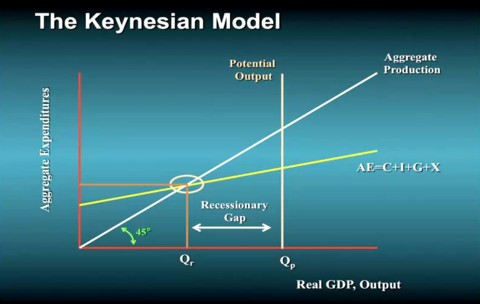 The Keynesian Model
Potential
Output
Aggregate
Production
Aggregate Expenditures
AE=C+I+G+X
Recessionary
Gap
45°
Qr
Qp
Real GDP, Output